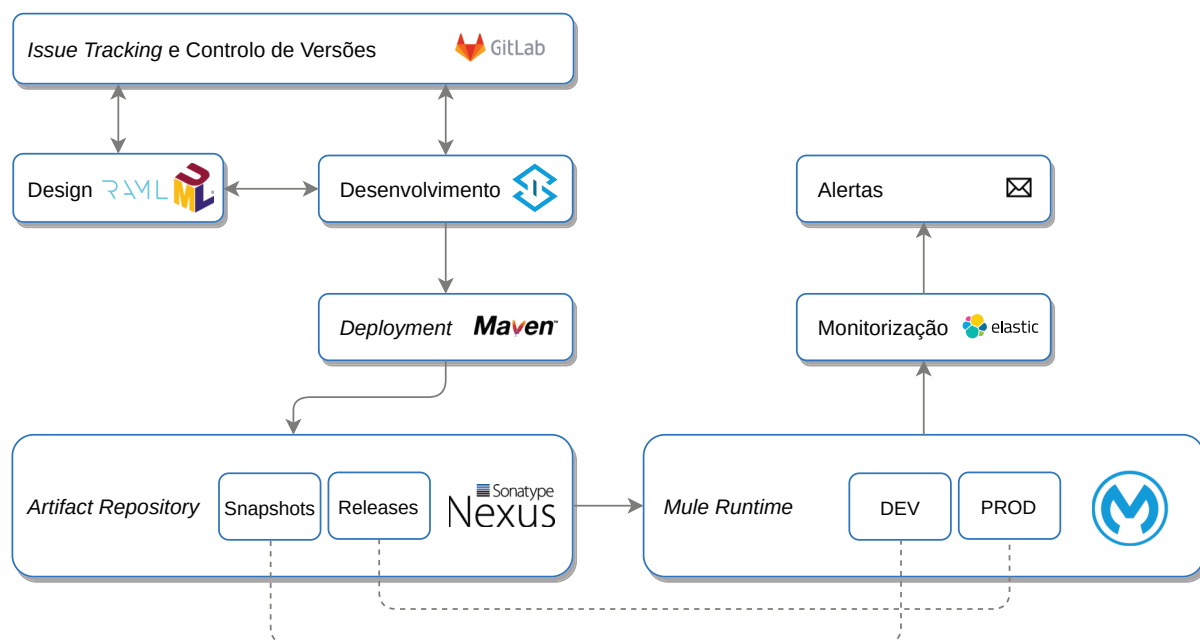 Issue Tracking e Controlo de Versões
GitLab
Design
RAML
UML
Desenvolvimento
Alertas
Deployment
Maven™
Monitorização
elastic
Artifact Repository
Snapshots
Releases
Sonatype
Nexus
Mule Runtime
DEV
PROD